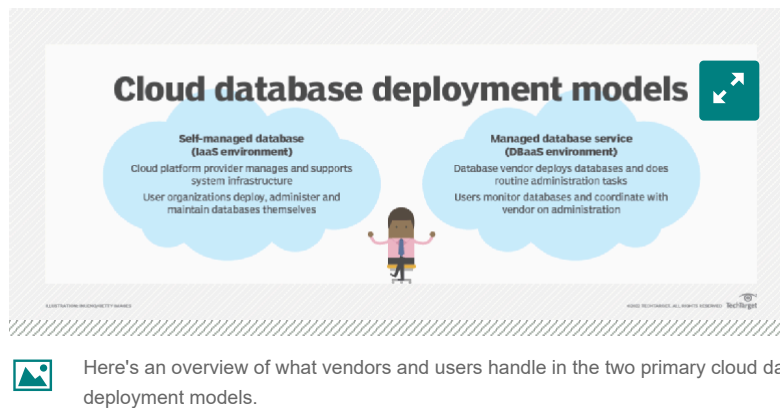 Cloud database deployment models
Self-managed database
(IaaS environment)
Cloud platform provider manages and supports
system infrastructure
User organizations deploy, administer and
maintain databases themselves
Managed database service
(DBaaS environment)
Database vendor deploys databases and does
routine administration tasks
Users monitor databases and coordinate with
vendor on administration
TechTarget
Here's an overview of what vendors and users handle in the two primary cloud da
deployment models.